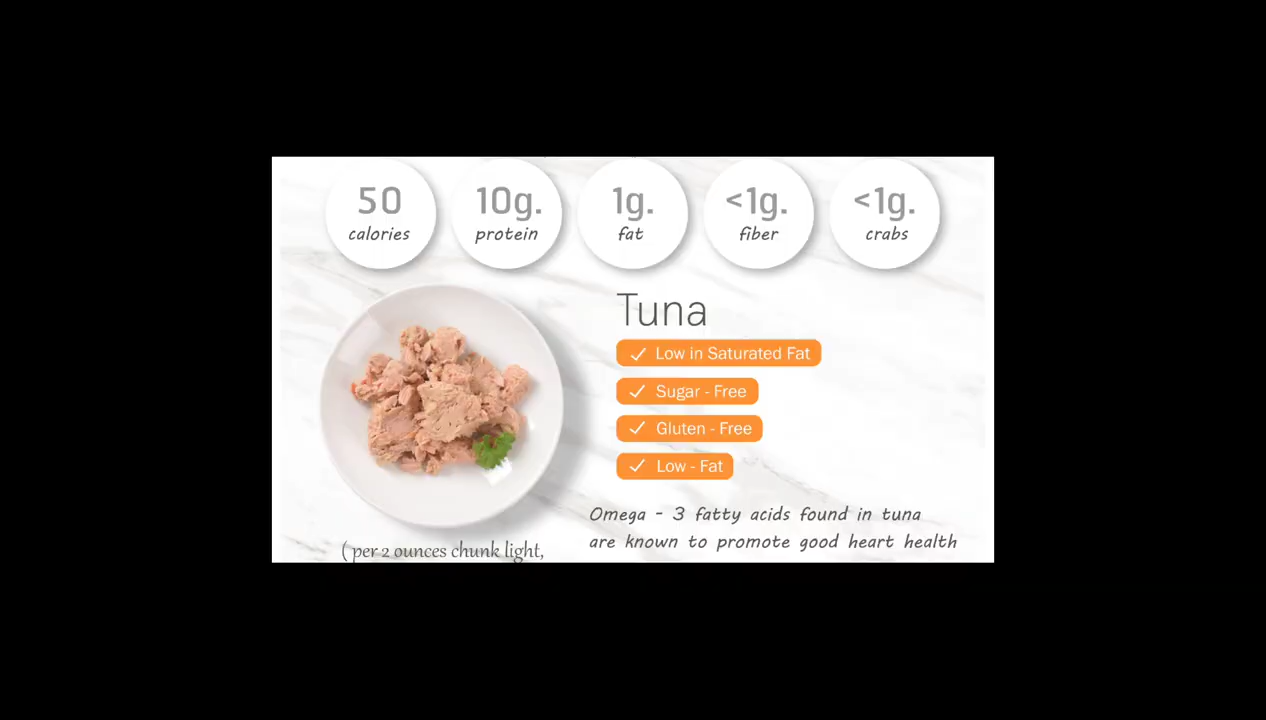 50 10g. 1g. <1g. <1g.
calories protein fat fiber crabs
Tuna
Low in Saturated Fat
Sugar - Free
Gluten - Free
Low - Fat
Omega - 3 fatty acids found in tuna
are known to promote good heart health
( per 2 ounces chunk light,